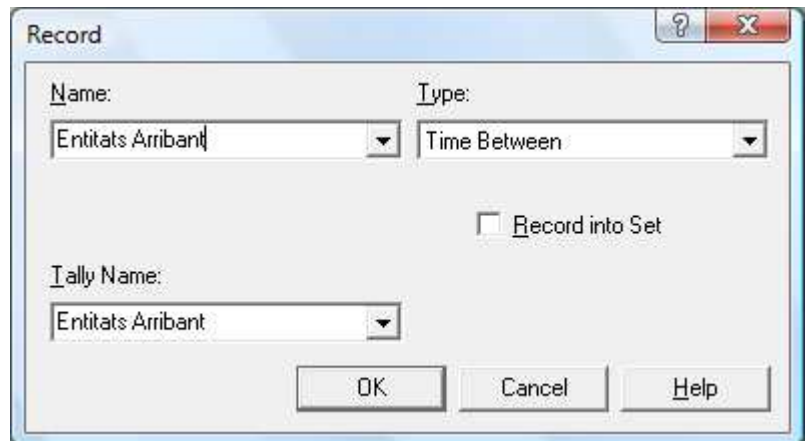 Record
Name: Type:
Entitats Arribant Time Between
Record into Set
Tally Name:
Entitats Arribant
OK Cancel Help